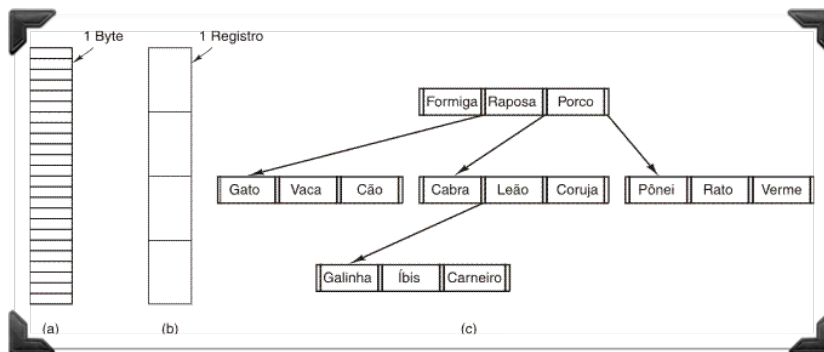 1 Byte
1 Registro
Formiga Raposa Porco
Gato Vaca Cão
Cabra Leão Coruja
Pônei Rato Verme
Galinha Íbis Carneiro
(a)
(b)
(c)